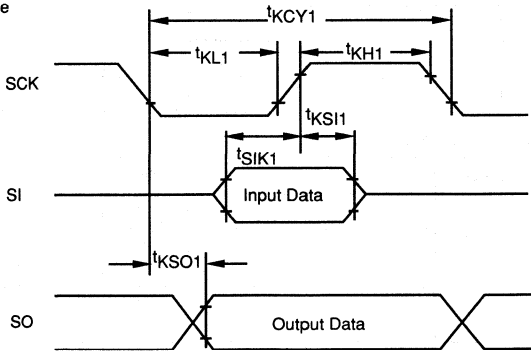 e
tKCY1
tKL1
tKH1
SCK
tKSI1
tSIK1
SI
Input Data
tKSO1
SO
Output Data